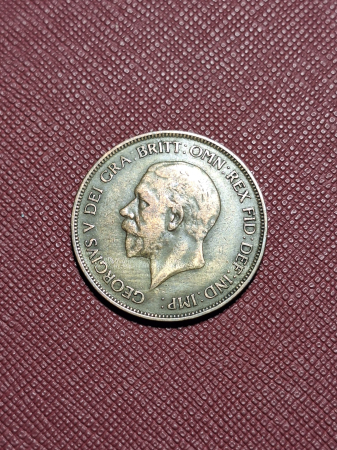 GEORGIVS V DEI GRA BRITT: OMN: REX FID: DEF: IND: IMP: